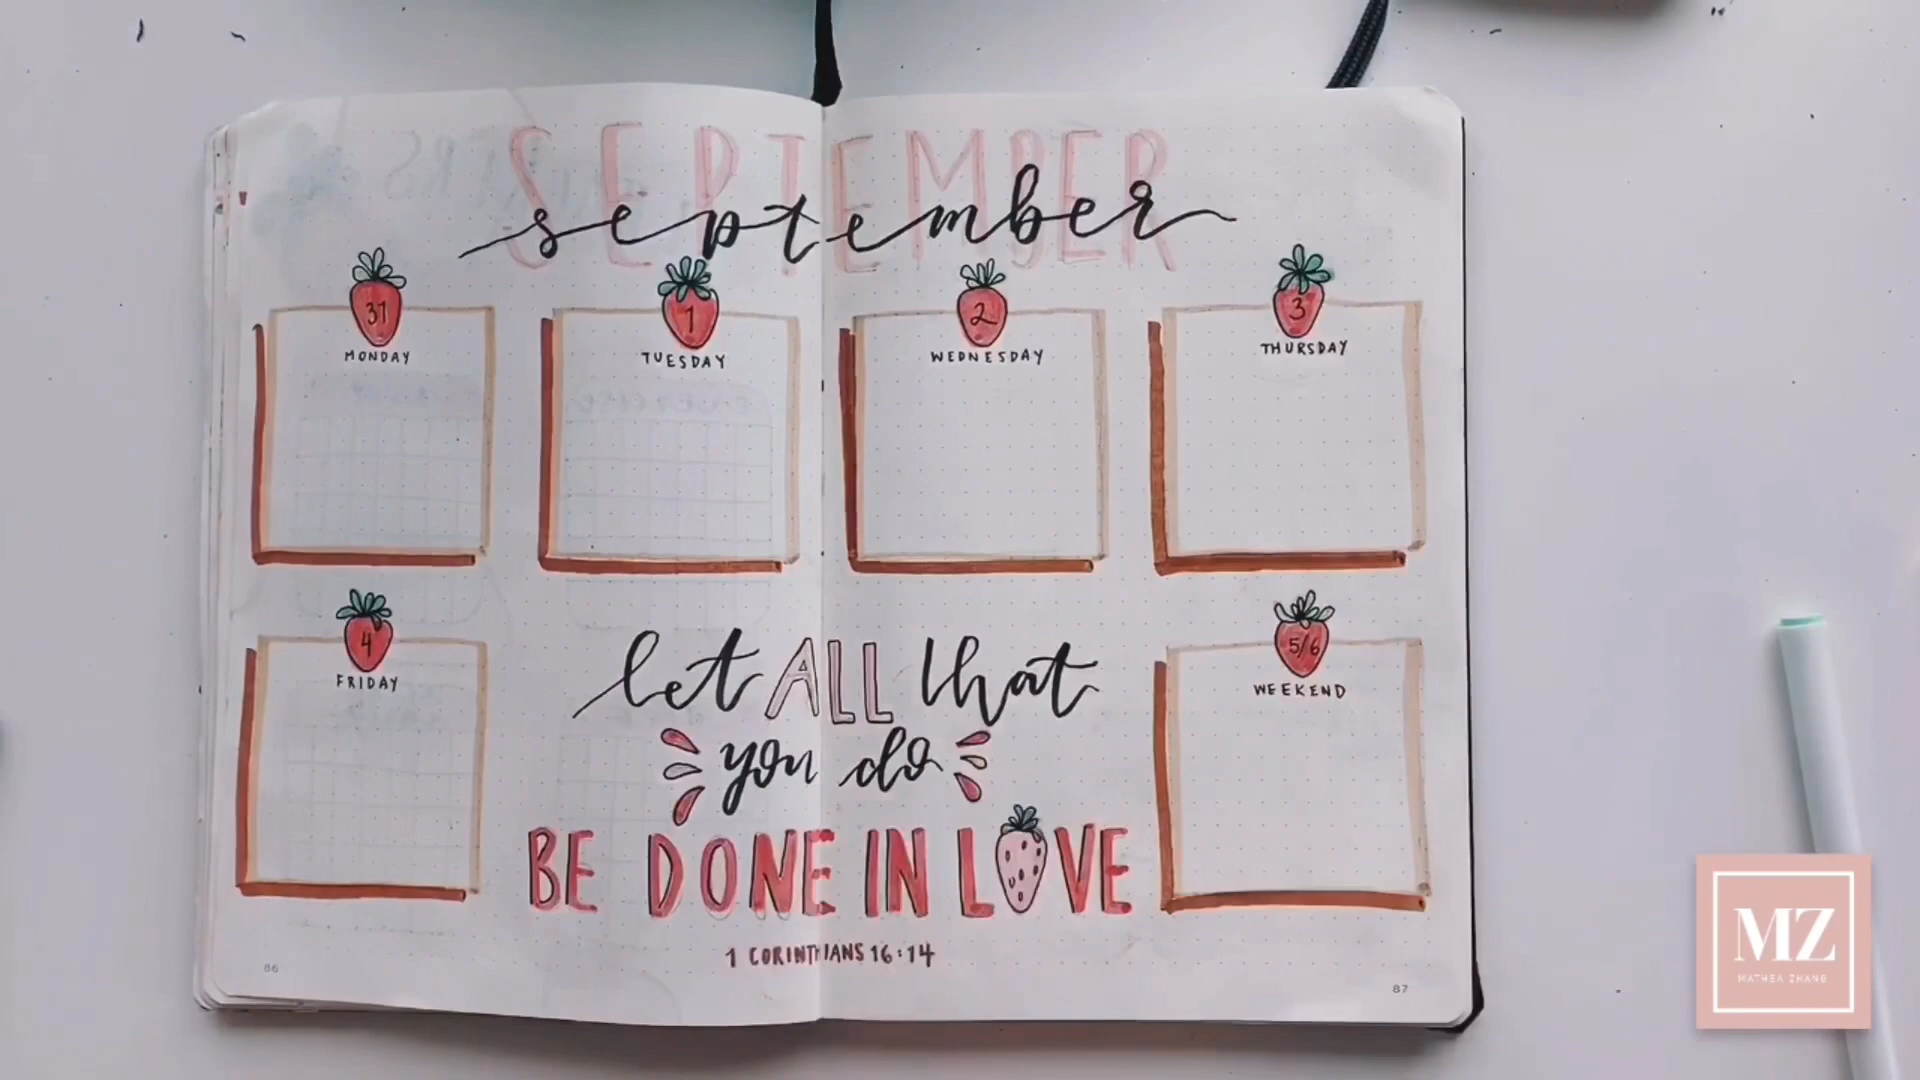 SEPTEMBER
september
31
MONDAY
1
TUESDAY
2
WEDNESDAY
3
THURSDAY
4
FRIDAY
5/6
WEEKEND
let ALL that
you do
BE DONE IN LOVE
1 CORINTHIANS 16:14
86
87
MZ
MATHEA ZHANG